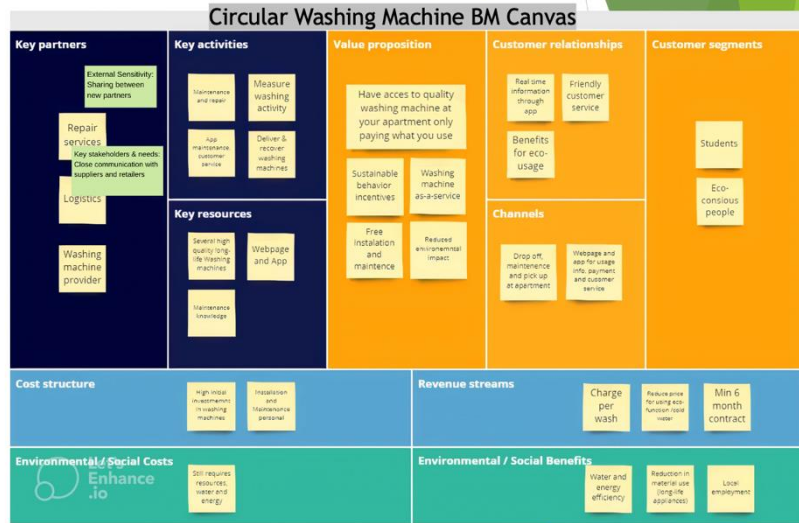 Circular Washing Machine BM Canvas
Key partners
External Sensitivity:
Sharing between
new partners
Repair
services
Key stakeholders & needs:
Close communication with
suppliers and retailers
Logistics
Washing
machine
provider
Key activities
Maintenance
and repair
Measure
washing
activity
App
maintenance,
customer
service
Deliver &
recover
washing
machines
Key resources
Several high
quality long-
life Washing
machines
Webpage
and App
Maintenance
knowledge
Value proposition
Have acces to quality
washing machine at
your apartment only
paying what you use
Sustainable
behavior
incentives
Washing
machine
as-a-service
Free
instalation
and
maintence
Reduced
environemntal
impact
Customer relationships
Real time
information
through
app
Friendly
customer
service
Benefits
for eco-
usage
Channels
Drop off,
maintenence
and pick up
at apartment
Webpage and
app for usage
info, payment
and cusomer
service
Customer segments
Students
Eco-
consious
people
Cost structure
High initial
investmemnt
in washing
machines
Instalation
and
Maintenance
personal
Revenue streams
Charge
per
wash
Reduce price
for using eco-
function /cold
water
Min 6
month
contract
Environmental / Social Costs
Let's
Enhance
.io
Still requires
resources,
water and
energy
Environmental / Social Benefits
Water and
energy
efficiency
Reduction in
material use
(long-life
appliances)
Local
employment